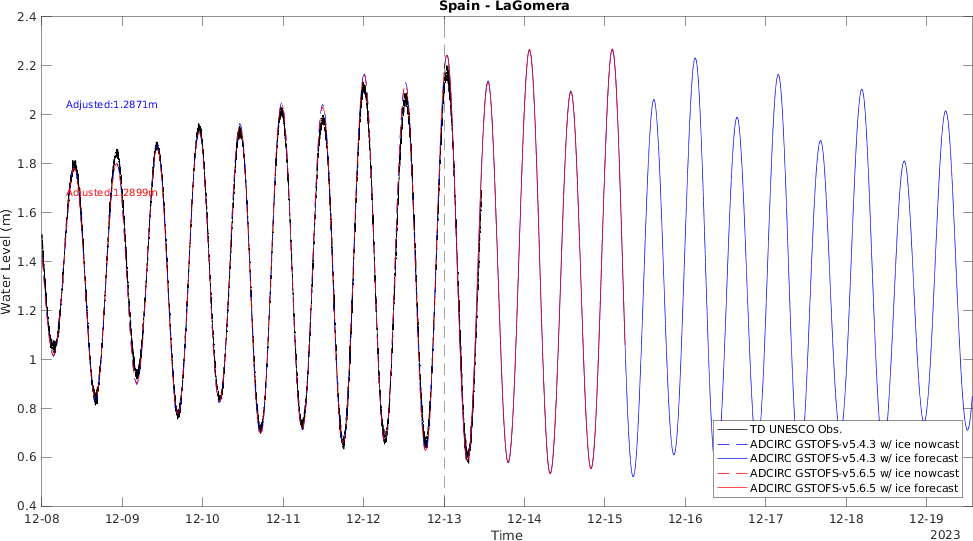 Spain - LaGomera
2.4
2.2
2
1.8
1.6
1.4
1.2
1
0.8
0.6
0.4
Water Level (m)
Adjusted:1.2871m
Adjusted:1.2899m
TD UNESCO Obs.
ADCIRC GSTOFS-v5.4.3 w/ ice nowcast
ADCIRC GSTOFS-v5.4.3 w/ ice forecast
ADCIRC GSTOFS-v5.6.5 w/ ice nowcast
ADCIRC GSTOFS-v5.6.5 w/ ice forecast
12-08 12-09 12-10 12-11 12-12 12-13 12-14 12-15 12-16 12-17 12-18 12-19
Time
2023